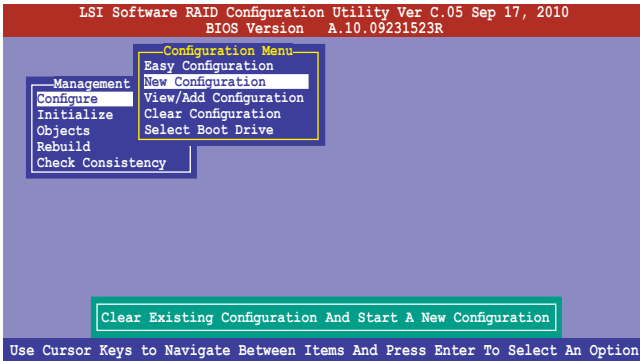 LSI Software RAID Configuration Utility Ver C.05 Sep 17, 2010
BIOS Version A.10.09231523R
Configuration Menu
Easy Configuration
New Configuration
View/Add Configuration
Clear Configuration
Select Boot Drive
Management
Configure
Initialize
Objects
Rebuild
Check Consistency
Clear Existing Configuration And Start A New Configuration
Use Cursor Keys to Navigate Between Items And Press Enter To Select An Option